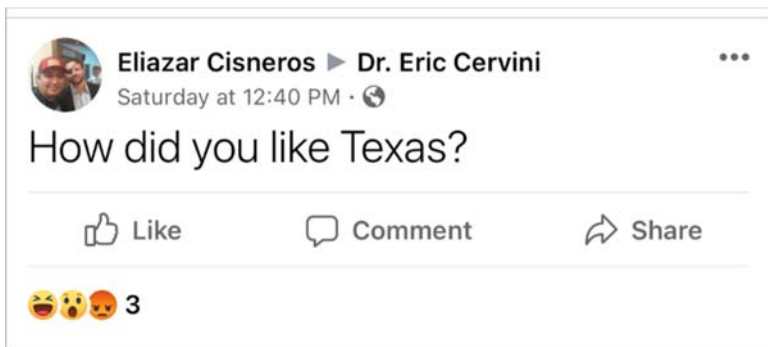 Eliazar Cisneros ▶ Dr. Eric Cervini
Saturday at 12:40 PM ·
How did you like Texas?
Like Comment Share
3